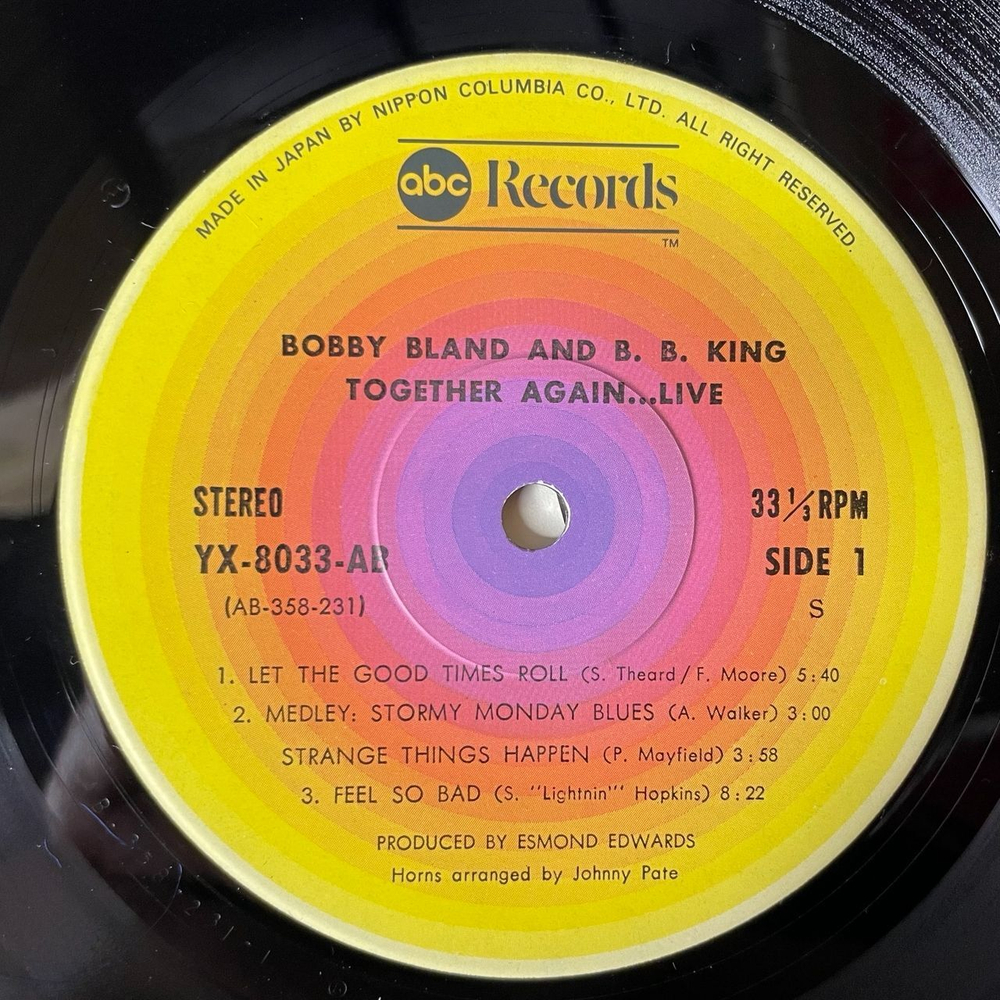 MADE IN JAPAN BY NIPPON COLUMBIA CO., LTD. ALL RIGHT RESERVED.
abc Records
TM
BOBBY BLAND AND B. B. KING
TOGETHER AGAIN...LIVE
STEREO
33 1/3 RPM
YX-8033-AB
SIDE 1
(AB-358-231)
S
1. LET THE GOOD TIMES ROLL (S. Theard / F. Moore) 5:40
2. MEDLEY: STORMY MONDAY BLUES (A. Walker) 3:00
STRANGE THINGS HAPPEN (P. Mayfield) 3:58
3. FEEL SO BAD (S. "Lightnin'" Hopkins) 8:22
PRODUCED BY ESMOND EDWARDS
Horns arranged by Johnny Pate